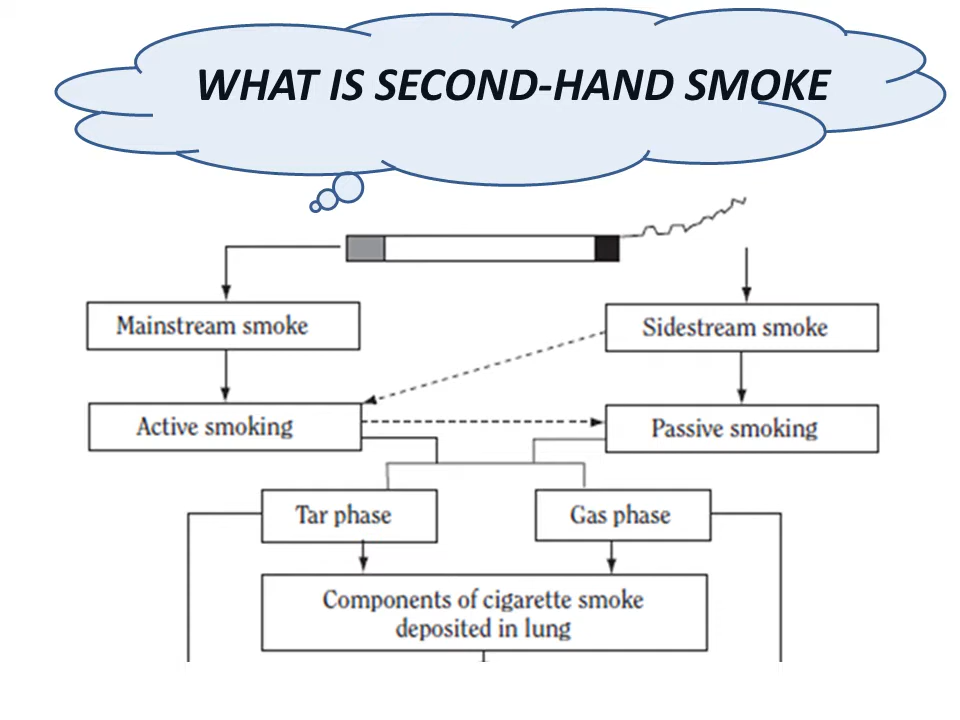 WHAT IS SECOND-HAND SMOKE
Mainstream smoke
Sidestream smoke
Active smoking
Passive smoking
Tar phase
Gas phase
Components of cigarette smoke
deposited in lung